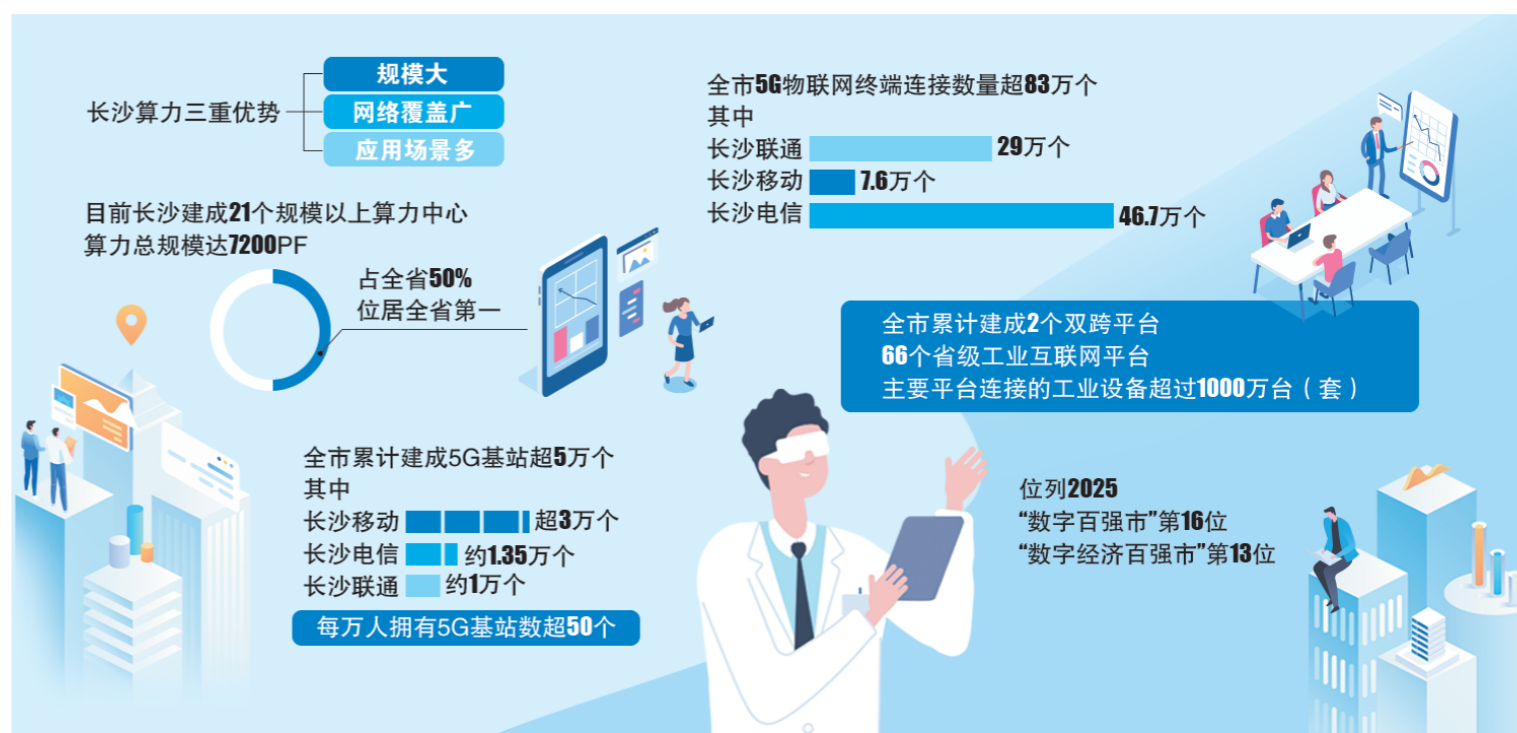 长沙算力三重优势
规模大
网络覆盖广
应用场景多
目前长沙建成21个规模以上算力中心
算力总规模达7200PF
占全省50%
位居全省第一
全市累计建成5G基站超5万个
其中
长沙移动 超3万个
长沙电信 约1.35万个
长沙联通 约1万个
每万人拥有5G基站数超50个
全市5G物联网终端连接数量超83万个
其中
长沙联通 29万个
长沙移动 7.6万个
长沙电信 46.7万个
全市累计建成2个双跨平台
66个省级工业互联网平台
主要平台连接的工业设备超过1000万台（套）
位列2025
“数字百强市”第16位
“数字经济百强市”第13位